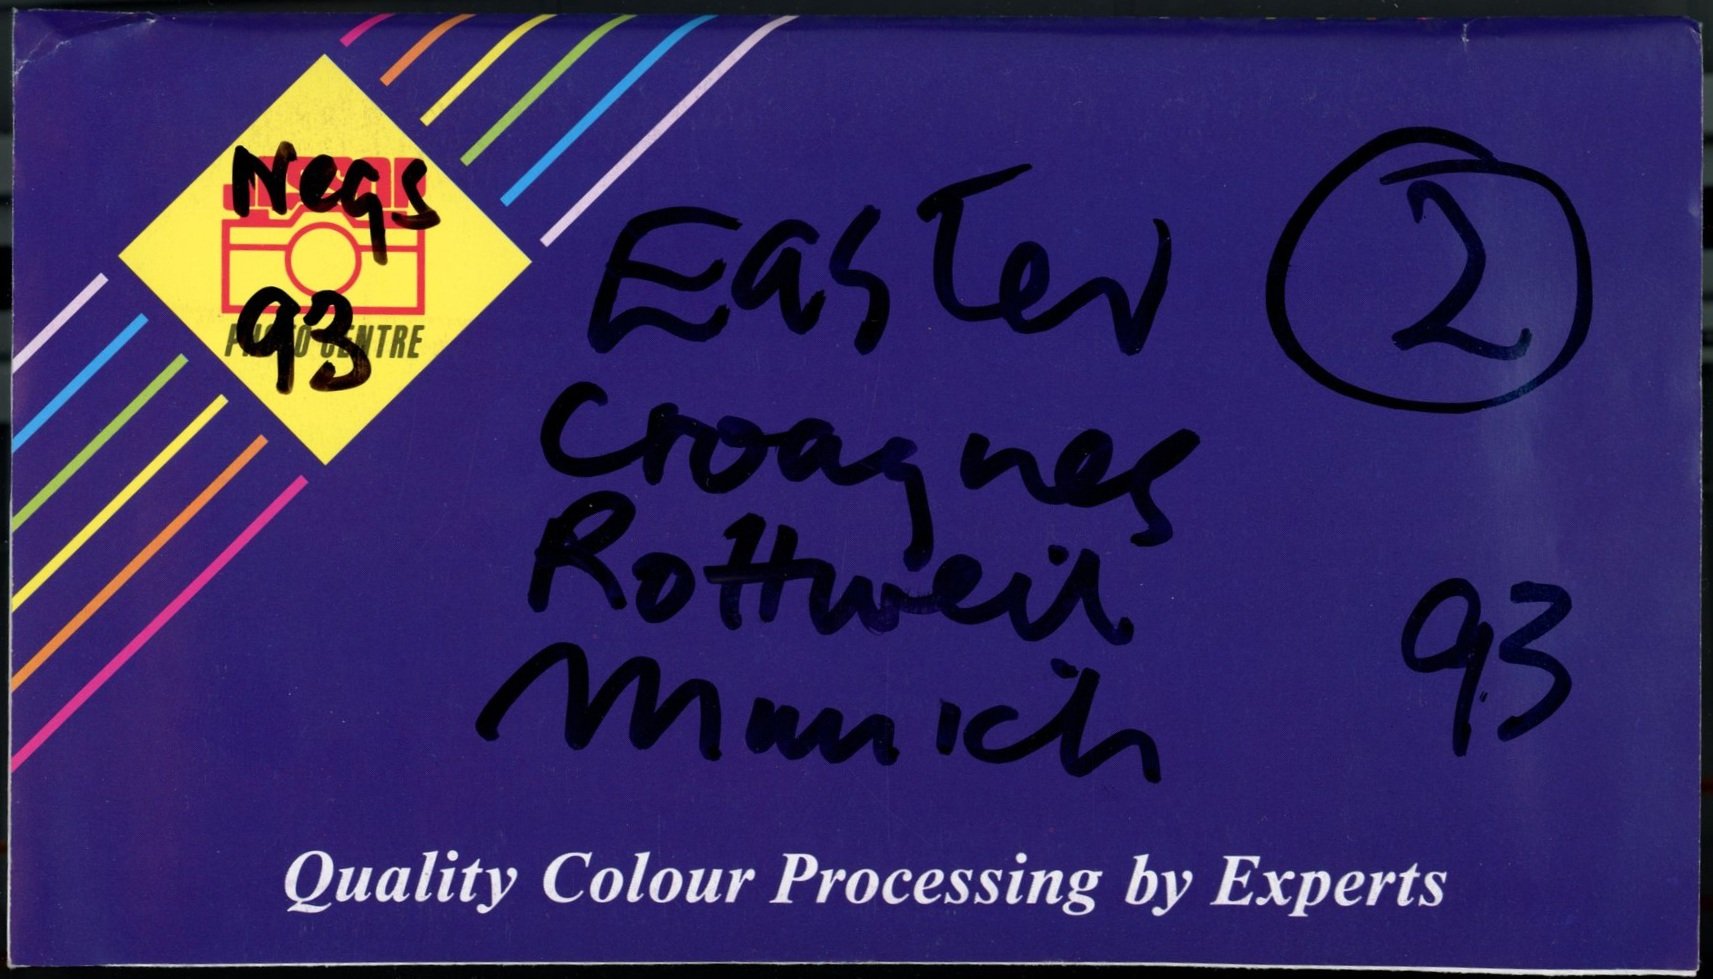 Negs
93
PHOTO CENTRE
Easter
2
Croagnes
Rottweil
Munich
93
Quality Colour Processing by Experts